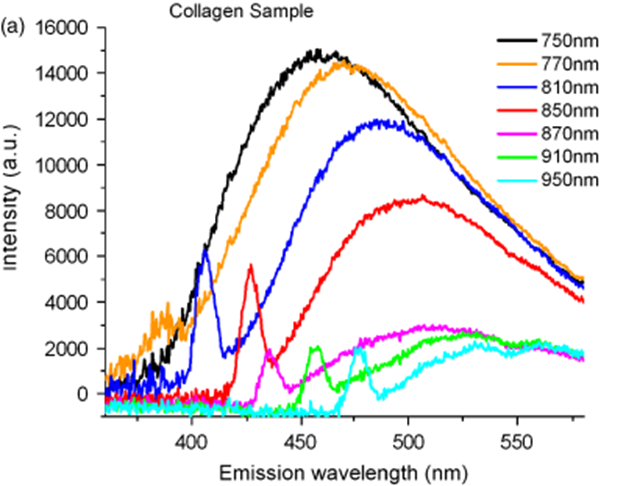 Collagen Sample
(a)
16000
14000
12000
10000
8000
6000
4000
2000
0
Intensity (a.u.)
750nm
770nm
810nm
850nm
870nm
910nm
950nm
400 450 500 550
Emission wavelength (nm)